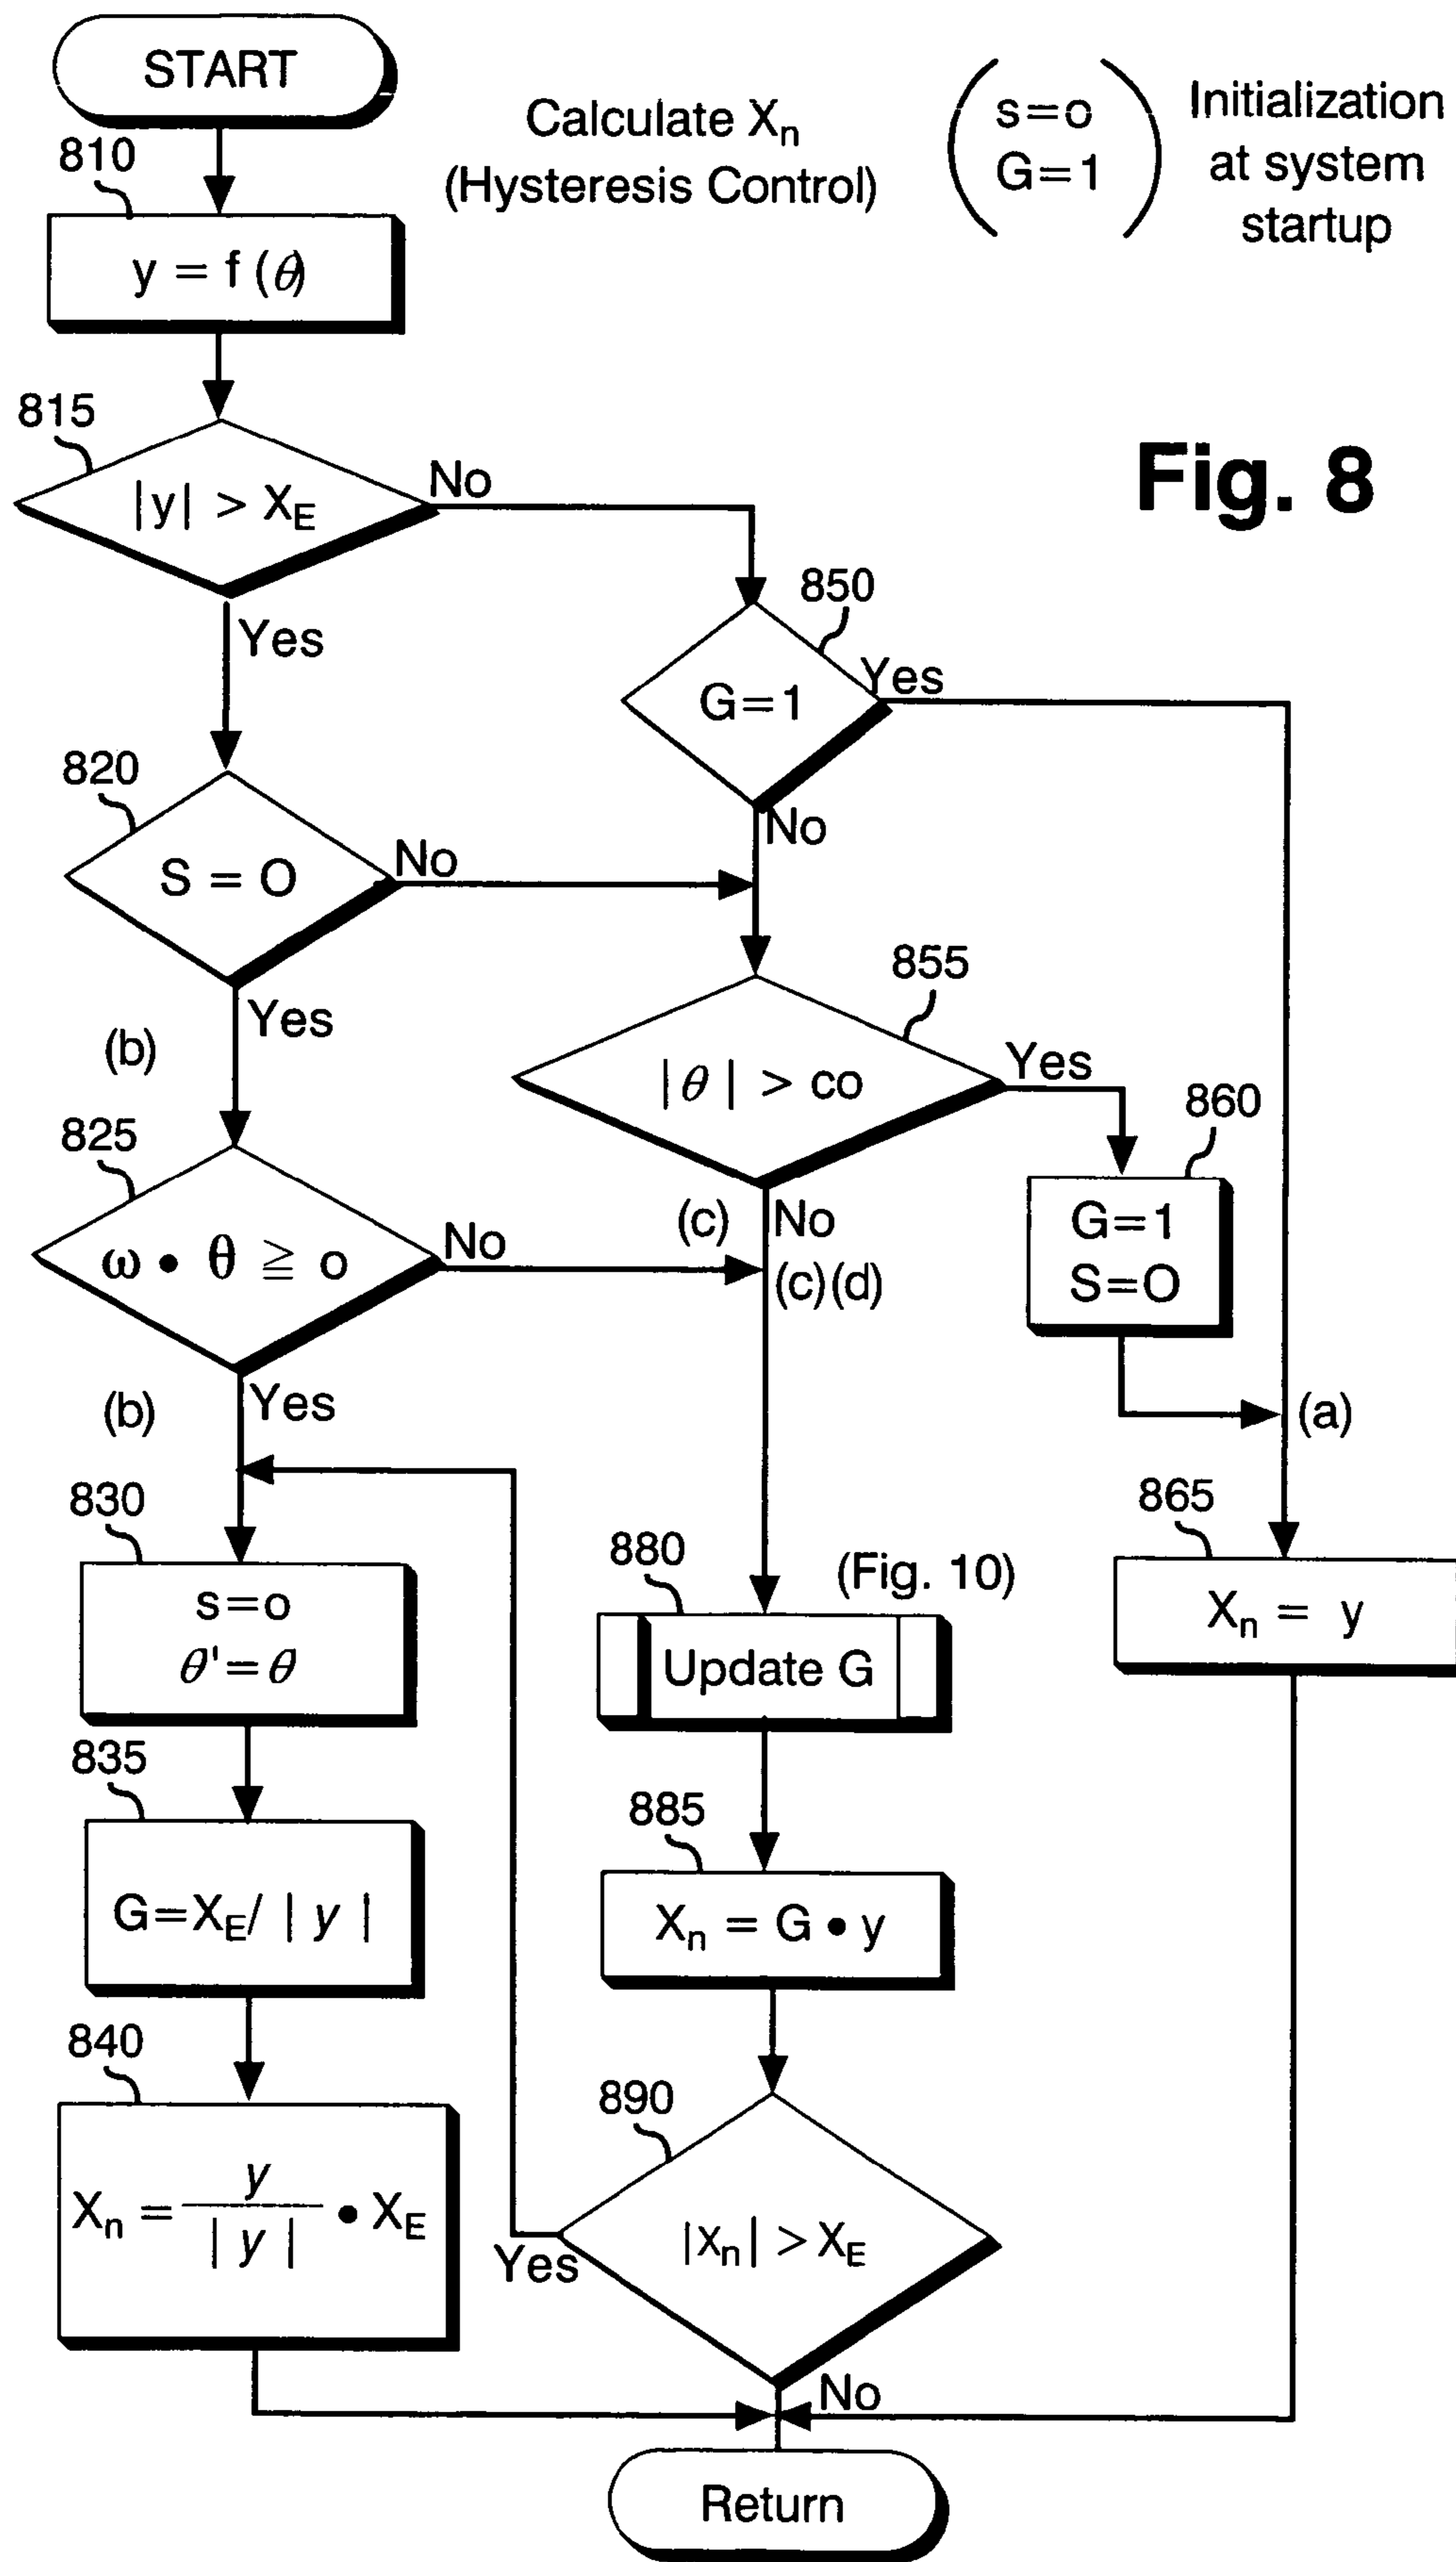 START
Calculate Xn
(Hysteresis Control)
s=o
G=1
Initialization
at system
startup
810
y = f (θ)
815
|y| > XE
No
Yes
Fig. 8
850
G=1
Yes
No
820
S = O
No
Yes
(b)
855
| θ | > co
Yes
No
(c)
(c) (d)
860
G=1
S=O
(a)
825
ω • θ ≧ o
No
Yes
(b)
830
s=o
θ'=θ
880
(Fig. 10)
Update G
865
Xn = y
835
G=XE/ | y |
885
Xn = G • y
840
Xn = y / | y | • XE
890
|Xn| > XE
Yes
No
Return